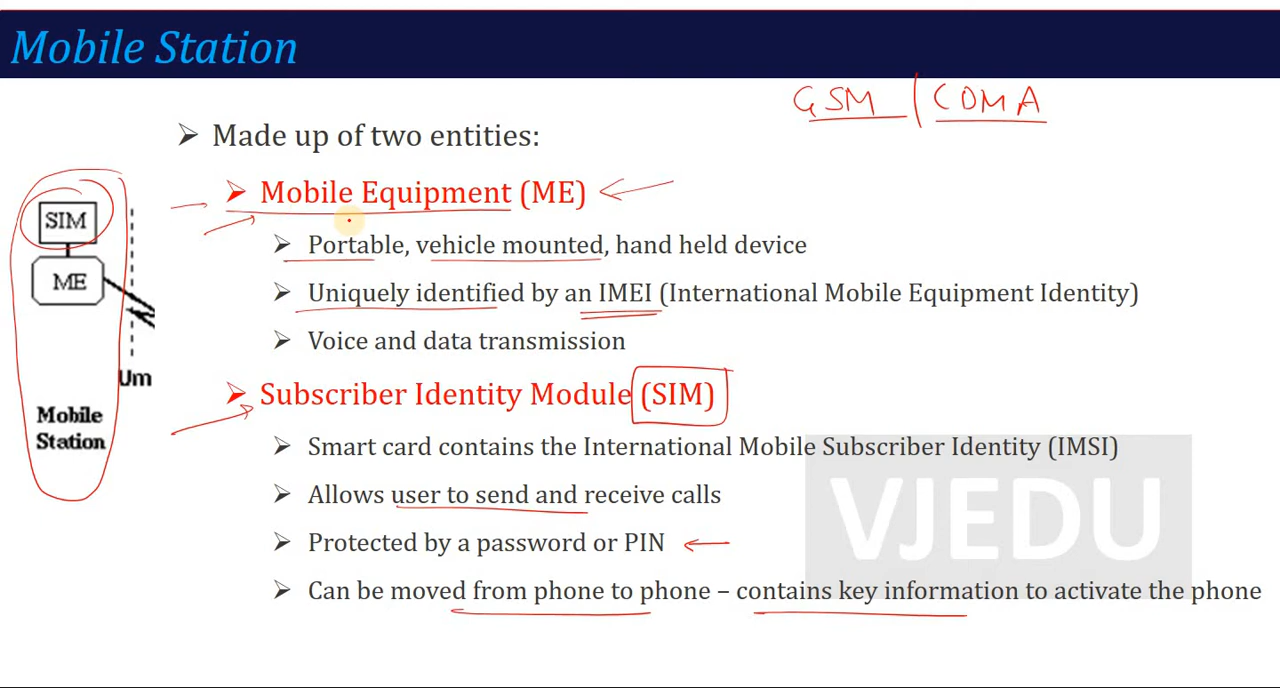 Mobile Station
GSM | CDMA
➢ Made up of two entities:
➢ Mobile Equipment (ME)
➢ Portable, vehicle mounted, hand held device
➢ Uniquely identified by an IMEI (International Mobile Equipment Identity)
➢ Voice and data transmission
➢ Subscriber Identity Module (SIM)
➢ Smart card contains the International Mobile Subscriber Identity (IMSI)
➢ Allows user to send and receive calls
➢ Protected by a password or PIN
➢ Can be moved from phone to phone – contains key information to activate the phone
SIM
ME
Um
Mobile
Station
VJEDU